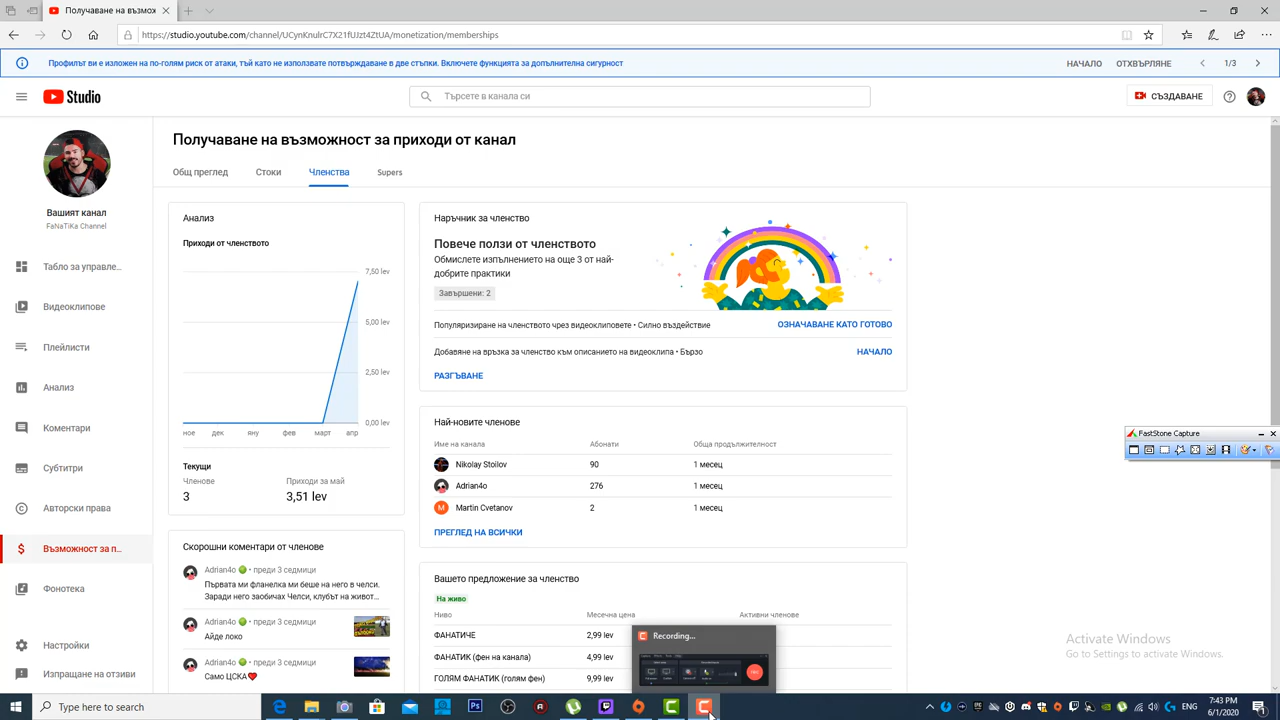 Получаване на възмож
https://studio.youtube.com/channel/UCynKnulrC7X21fUJzt4ZtUA/monetization/memberships
Профилът ви е изложен на по-голям риск от атаки, тъй като не използвате потвърждаване в две стъпки. Включете функцията за допълнителна сигурност
НАЧАЛО
ОТХВЪРЛЯНЕ
1/3
Studio
Търсете в канала си
СЪЗДАВАНЕ
Вашият канал
FaNaTiKa Channel
Табло за управле...
Видеоклипове
Плейлисти
Анализ
Коментари
Субтитри
Авторски права
Възможност за п...
Фонотека
Настройки
Изпращане на отзиви
Получаване на възможност за приходи от канал
Общ преглед
Стоки
Членства
Supers
Анализ
Приходи от членството
7,50 lev
5,00 lev
2,50 lev
0,00 lev
ное дек яну фев март апр
Текущи
Членове
3
Приходи за май
3,51 lev
Скорошни коментари от членове
Adrian4o • преди 3 седмици
Първата ми фланелка ми беше на него в челси.
Заради него заобичах Челси, клубът на живот...
Adrian4o • преди 3 седмици
Айде локо
Adrian4o • преди 3 седмици
Само ЦСКА
Наръчник за членство
Повече ползи от членството
Обмислете изпълнението на още 3 от най-
добрите практики
Завършени: 2
Популяризиране на членството чрез видеоклиповете • Силно въздействие
ОЗНАЧАВАНЕ КАТО ГОТОВО
Добавяне на връзка за членство към описанието на видеоклипа • Бързо
НАЧАЛО
РАЗГЪВАНЕ
Най-новите членове
Име на канала Абонати Обща продължителност
Nikolay Stoilov 90 1 месец
Adrian4o 276 1 месец
M Martin Cvetanov 2 1 месец
ПРЕГЛЕД НА ВСИЧКИ
Вашето предложение за членство
На живо
Ниво Месечна цена Активни членове
ФАНАТИЧЕ 2,99 lev
ФАНАТИК (фен на канала) 4,99 lev
ГОЛЯМ ФАНАТИК (голям фен) 9,99 lev
Recording...
FastStone Capture
Activate Windows
Go to Settings to activate Windows.
Type here to search
7:43 PM
6/1/2020